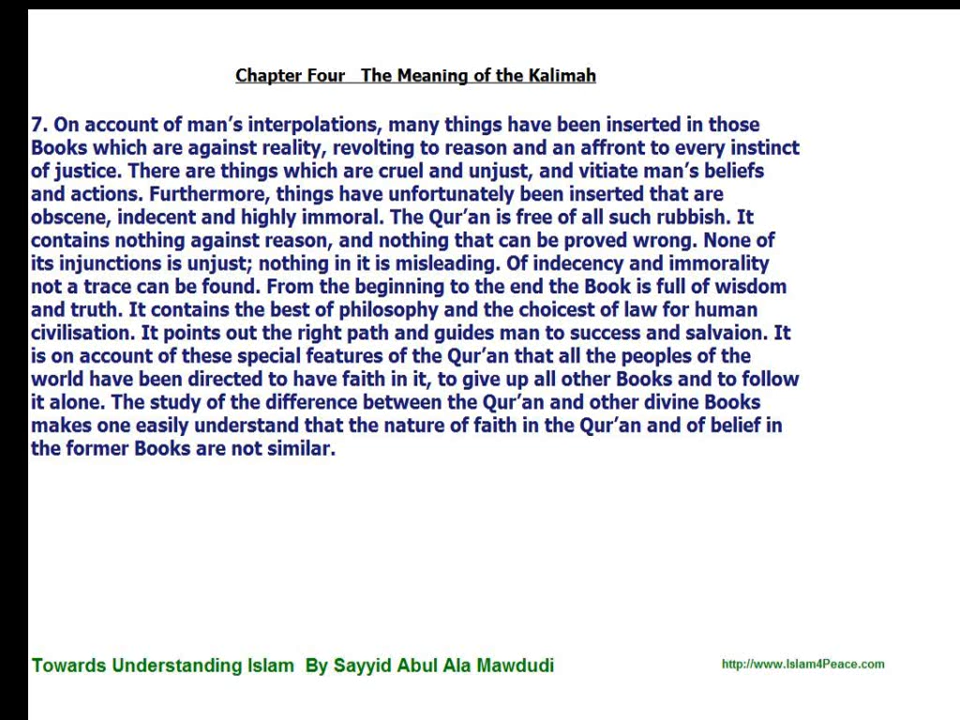 Chapter Four   The Meaning of the Kalimah
7. On account of man’s interpolations, many things have been inserted in those
Books which are against reality, revolting to reason and an affront to every instinct
of justice. There are things which are cruel and unjust, and vitiate man’s beliefs
and actions. Furthermore, things have unfortunately been inserted that are
obscene, indecent and highly immoral. The Qur’an is free of all such rubbish. It
contains nothing against reason, and nothing that can be proved wrong. None of
its injunctions is unjust; nothing in it is misleading. Of indecency and immorality
not a trace can be found. From the beginning to the end the Book is full of wisdom
and truth. It contains the best of philosophy and the choicest of law for human
civilisation. It points out the right path and guides man to success and salvaion. It
is on account of these special features of the Qur’an that all the peoples of the
world have been directed to have faith in it, to give up all other Books and to follow
it alone. The study of the difference between the Qur’an and other divine Books
makes one easily understand that the nature of faith in the Qur’an and of belief in
the former Books are not similar.
Towards Understanding Islam  By Sayyid Abul Ala Mawdudi
http://www.Islam4Peace.com